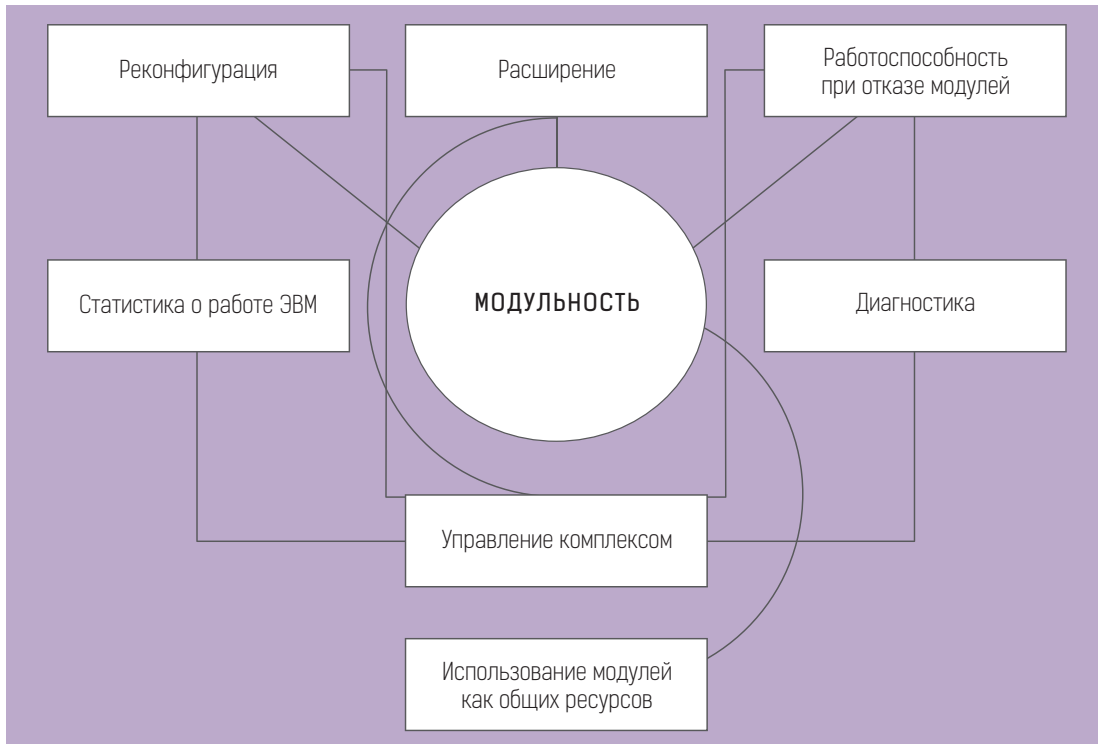 Реконфигурация
Расширение
Работоспособность
при отказе модулей
Статистика о работе ЭВМ
МОДУЛЬНОСТЬ
Диагностика
Управление комплексом
Использование модулей
как общих ресурсов